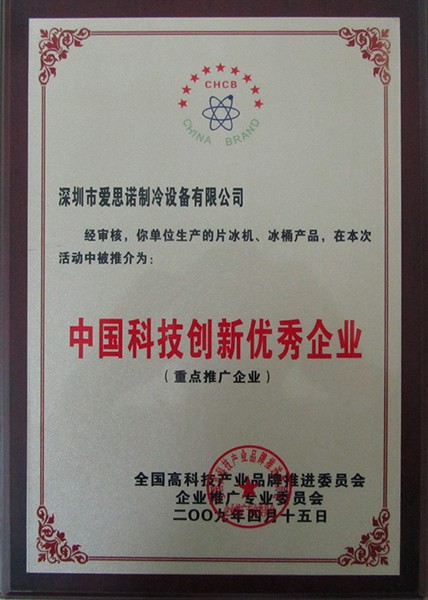 CHCB
CHINA BRAND
深圳市爱思诺制冷设备有限公司
经审核，你单位生产的片冰机、冰桶产品，在本次
活动中被推介为：
中国科技创新优秀企业
（重点推广企业）
全国高科技产业品牌推进委员会
企业推广专业委员会
二〇〇九年四月十五日